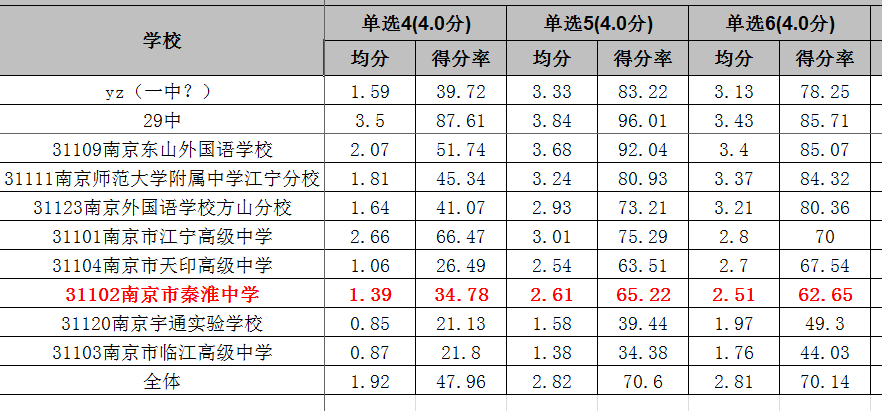 学校 单选4(4.0分) 单选5(4.0分) 单选6(4.0分)
均分 得分率 均分 得分率 均分 得分率
yz（一中？） 1.59 39.72 3.33 83.22 3.13 78.25
29中 3.5 87.61 3.84 96.01 3.43 85.71
31109南京东山外国语学校 2.07 51.74 3.68 92.04 3.4 85.07
31111南京师范大学附属中学江宁分校 1.81 45.34 3.24 80.93 3.37 84.32
31123南京外国语学校方山分校 1.64 41.07 2.93 73.21 3.21 80.36
31101南京市江宁高级中学 2.66 66.47 3.01 75.29 2.8 70
31104南京市天印高级中学 1.06 26.49 2.54 63.51 2.7 67.54
31102南京市秦淮中学 1.39 34.78 2.61 65.22 2.51 62.65
31120南京宇通实验学校 0.85 21.13 1.58 39.44 1.97 49.3
31103南京市临江高级中学 0.87 21.8 1.38 34.38 1.76 44.03
全体 1.92 47.96 2.82 70.6 2.81 70.14